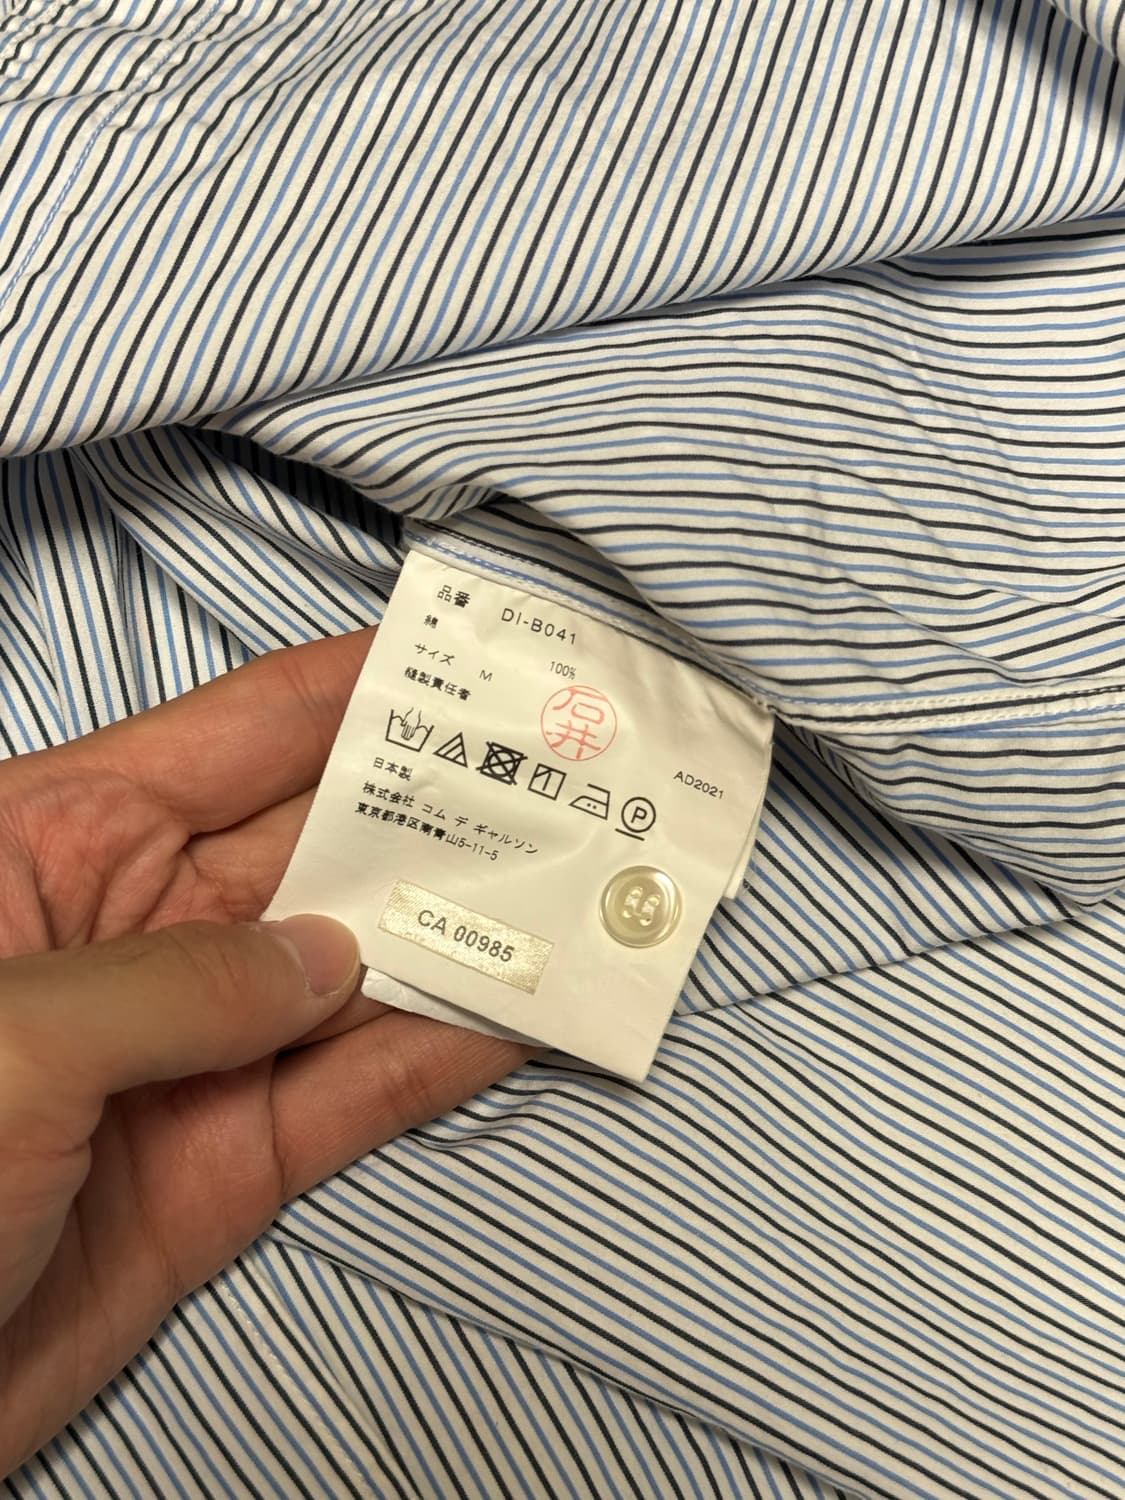 品番 DI-B041
綿 100%
サイズ M
縫製責任者 石井
P
日本製
AD2021
株式会社 コム デ ギャルソン
東京都港区南青山5-11-5
CA 00985